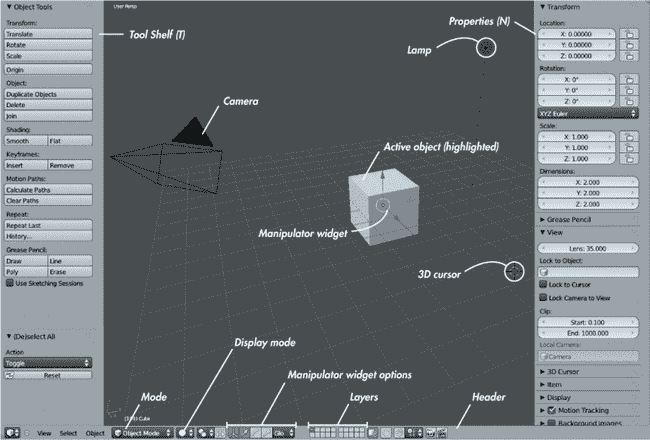 Object Tools
Transform:
Translate
Rotate
Scale
Origin
Object:
Duplicate Objects
Delete
Join
Shading:
Smooth Flat
Keyframes:
Insert Remove
Motion Paths:
Calculate Paths
Clear Paths
Repeat:
Repeat Last
History...
Grease Pencil:
Draw Line
Poly Erase
Use Sketching Sessions
(De)select All
Action
Toggle
Reset
User Persp
Tool Shelf (T)
Camera
Lamp
Properties (N)
Active object (highlighted)
Manipulator widget
3D cursor
Display mode
Manipulator widget options
Mode
Layers
Header
Cube
View Select Object
Object Mode
Glo
Transform
Location:
X: 0.00000
Y: 0.00000
Z: 0.00000
Rotation:
X: 0°
Y: 0°
Z: 0°
XYZ Euler
Scale:
X: 1.000
Y: 1.000
Z: 1.000
Dimensions:
X: 2.000
Y: 2.000
Z: 2.000
Grease Pencil
View
Lens: 35.000
Lock to Object:
Lock to Cursor
Lock Camera to View
Clip:
Start: 0.100
End: 1000.000
Local Camera:
Camera
3D Cursor
Item
Display
Motion Tracking
Background Images